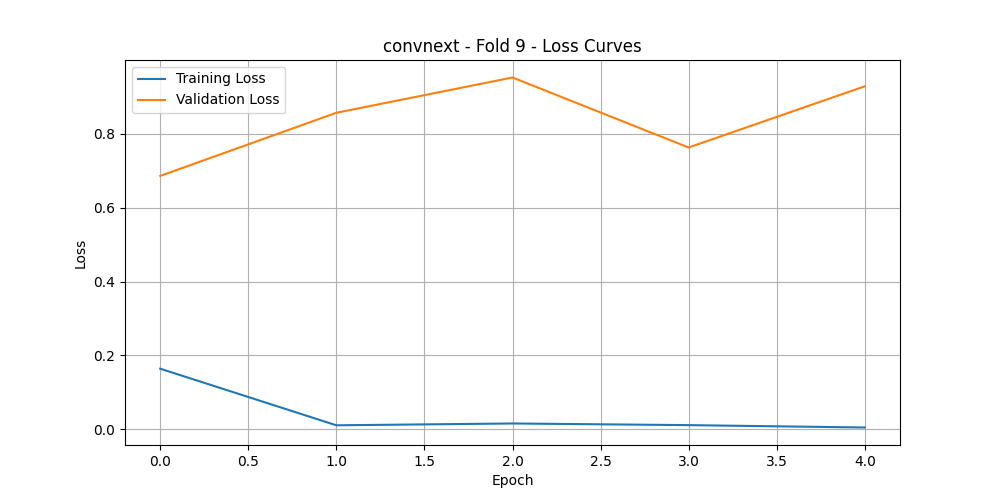 convnext - Fold 9 - Loss Curves
Training Loss
Validation Loss
Loss
0.8
0.6
0.4
0.2
0.0
0.0 0.5 1.0 1.5 2.0 2.5 3.0 3.5 4.0
Epoch